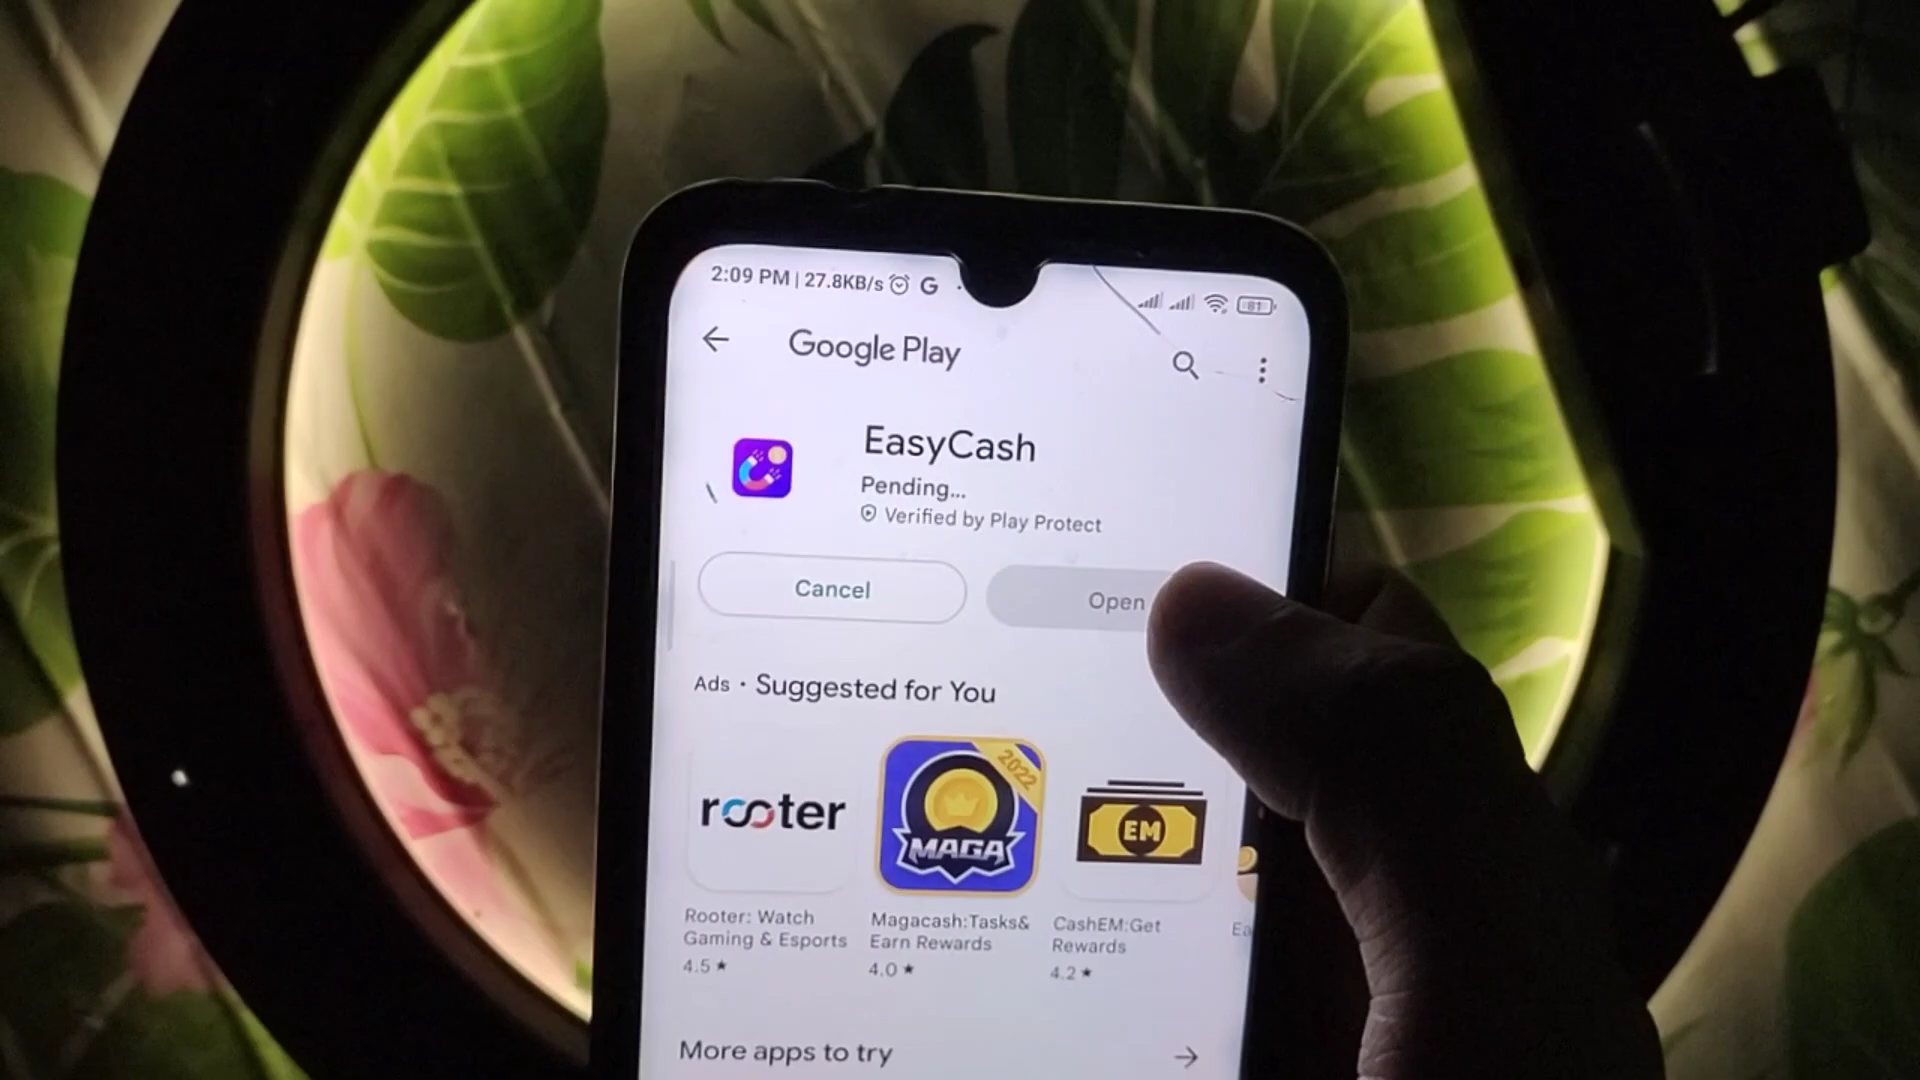 2:09 PM | 27.8KB/s G
81
Google Play
EasyCash
Pending...
Verified by Play Protect
Cancel
Open
Ads • Suggested for You
rooter
2022
MAGA
EM
Rooter: Watch
Gaming & Esports
4.5 ★
Magacash:Tasks&
Earn Rewards
4.0 ★
CashEM:Get
Rewards
4.2 ★
Ea
More apps to try